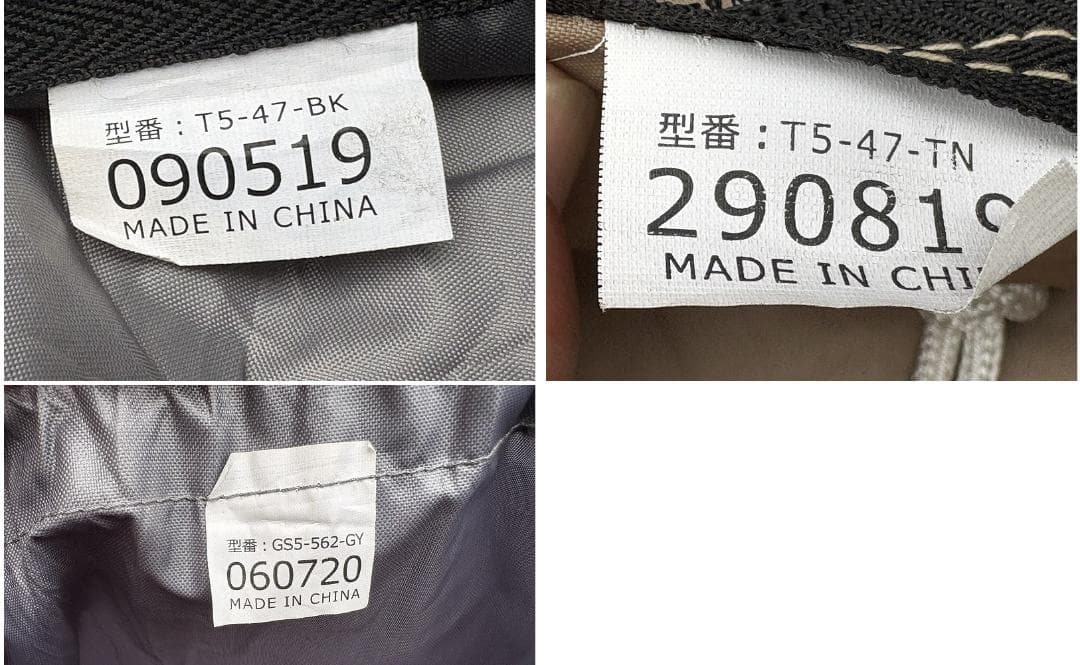 型番：T5-47-BK
090519
MADE IN CHINA
型番：T5-47-TN
290819
MADE IN
型番：GS5-562-GY
060720
MADE IN CHINA